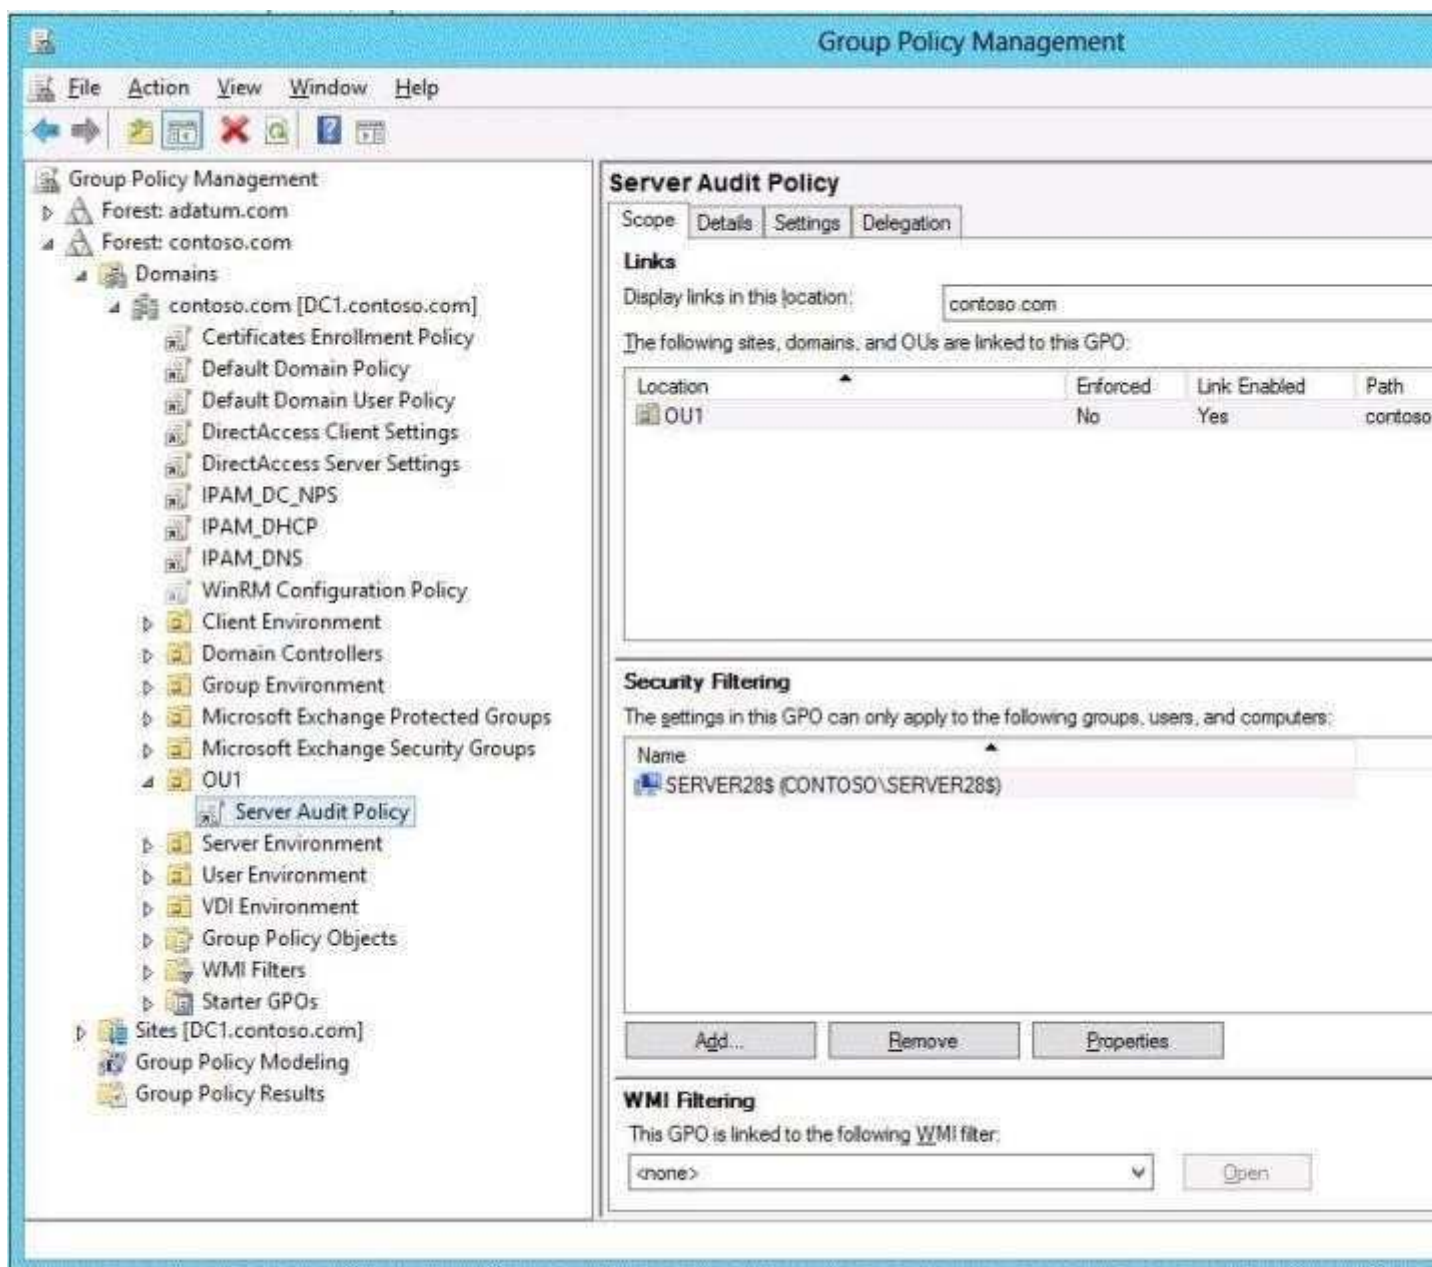 Group Policy Management
File Action View Window Help
Group Policy Management
Forest: adatum.com
Forest: contoso.com
Domains
contoso.com [DC1.contoso.com]
Certificates Enrollment Policy
Default Domain Policy
Default Domain User Policy
DirectAccess Client Settings
DirectAccess Server Settings
IPAM_DC_NPS
IPAM_DHCP
IPAM_DNS
WinRM Configuration Policy
Client Environment
Domain Controllers
Group Environment
Microsoft Exchange Protected Groups
Microsoft Exchange Security Groups
OU1
Server Audit Policy
Server Environment
User Environment
VDI Environment
Group Policy Objects
WMI Filters
Starter GPOs
Sites [DC1.contoso.com]
Group Policy Modeling
Group Policy Results
Server Audit Policy
Scope Details Settings Delegation
Links
Display links in this location: contoso.com
The following sites, domains, and OUs are linked to this GPO:
Location Enforced Link Enabled Path
OU1 No Yes contoso
Security Filtering
The settings in this GPO can only apply to the following groups, users, and computers:
Name
SERVER28$ (CONTOSO\SERVER28$)
Add... Remove Properties
WMI Filtering
This GPO is linked to the following WMI filter:
<none> Open